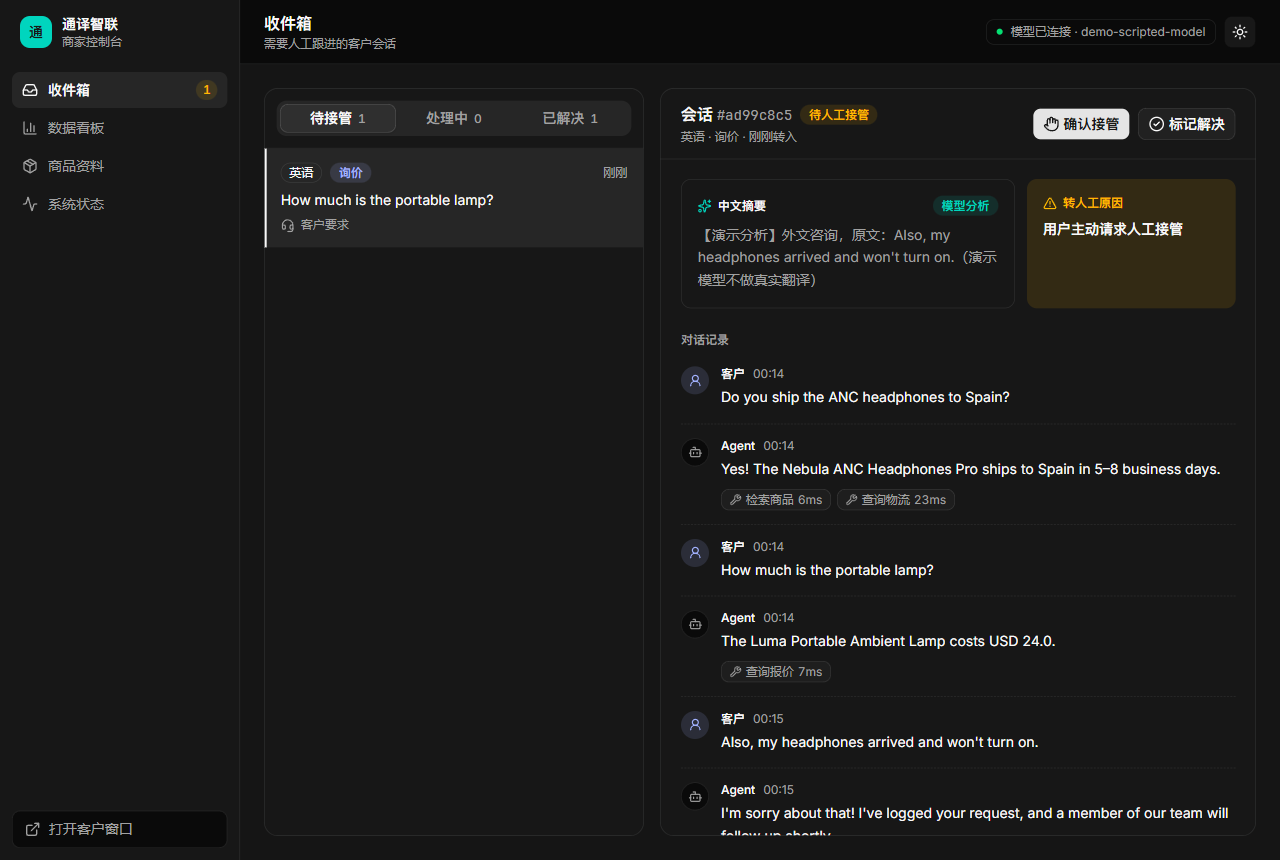 通
通译智联
商家控制台
收件箱
1
数据看板
商品资料
系统状态
打开客户窗口
收件箱
需要人工跟进的客户会话
模型已连接 · demo-scripted-model
待接管 1
处理中 0
已解决 1
英语
询价
刚刚
How much is the portable lamp?
客户要求
会话 #ad99c8c5 待人工接管
英语 · 询价 · 刚刚转入
确认接管
标记解决
中文摘要
模型分析
【演示分析】外文咨询，原文：Also, my
headphones arrived and won't turn on.（演示
模型不做真实翻译）
转人工原因
用户主动请求人工接管
对话记录
客户 00:14
Do you ship the ANC headphones to Spain?
Agent 00:14
Yes! The Nebula ANC Headphones Pro ships to Spain in 5–8 business days.
检索商品 6ms
查询物流 23ms
客户 00:14
How much is the portable lamp?
Agent 00:14
The Luma Portable Ambient Lamp costs USD 24.0.
查询报价 7ms
客户 00:15
Also, my headphones arrived and won't turn on.
Agent 00:15
I'm sorry about that! I've logged your request, and a member of our team will
follow up shortly.